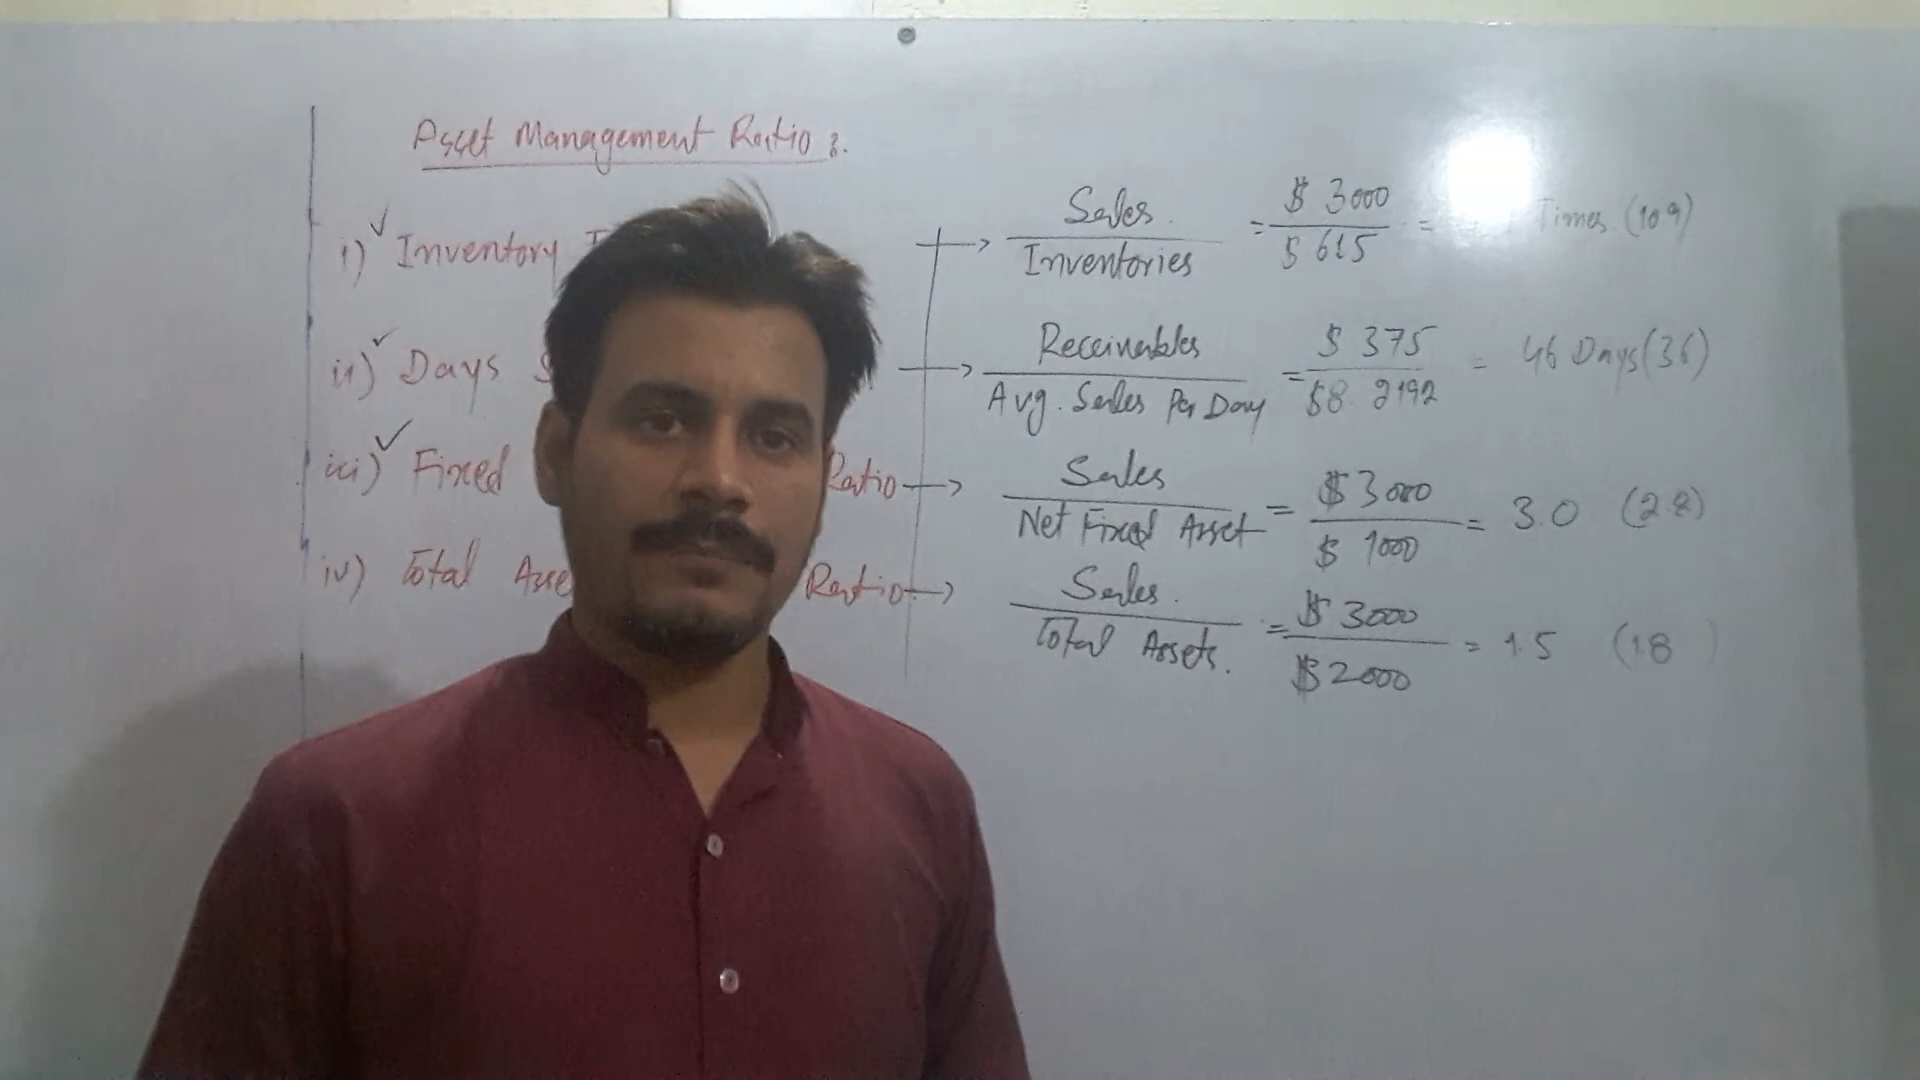 Asset Management Ratios.
i) Inventory
Sales / Inventories = $ 3000 / $ 615 = Times (10.9)
ii) Days S
Receivables / Avg. Sales Per Day = $ 375 / $8.2192 = 46 Days (36)
iii) Fixed Ratio
Sales / Net Fixed Asset = $ 3000 / $ 1000 = 3.0 (2.8)
iv) Total Asse Ratio
Sales / Total Assets. = $ 3000 / $ 2000 = 1.5 (1.8)